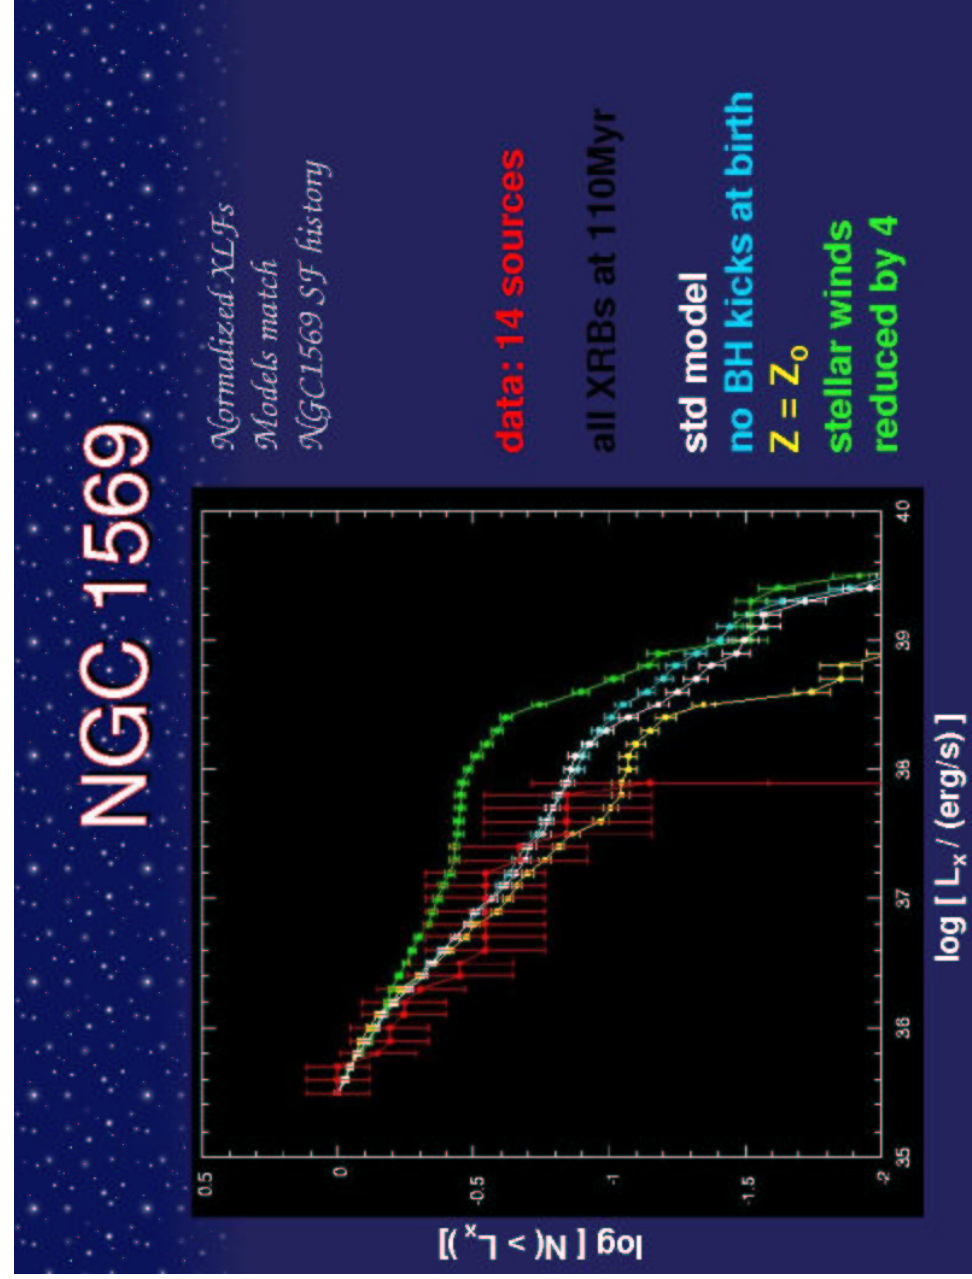 NGC 1569
Normalized XLFs
Models match
NGC1569 SF history
data: 14 sources
all XRBs at 110Myr
std model
no BH kicks at birth
Z = Z₀
stellar winds
reduced by 4
log [ N( > Lₓ )]
0.5
0
-0.5
-1
-1.5
-2
35
36
37
38
39
40
log [ Lₓ / (erg/s) ]